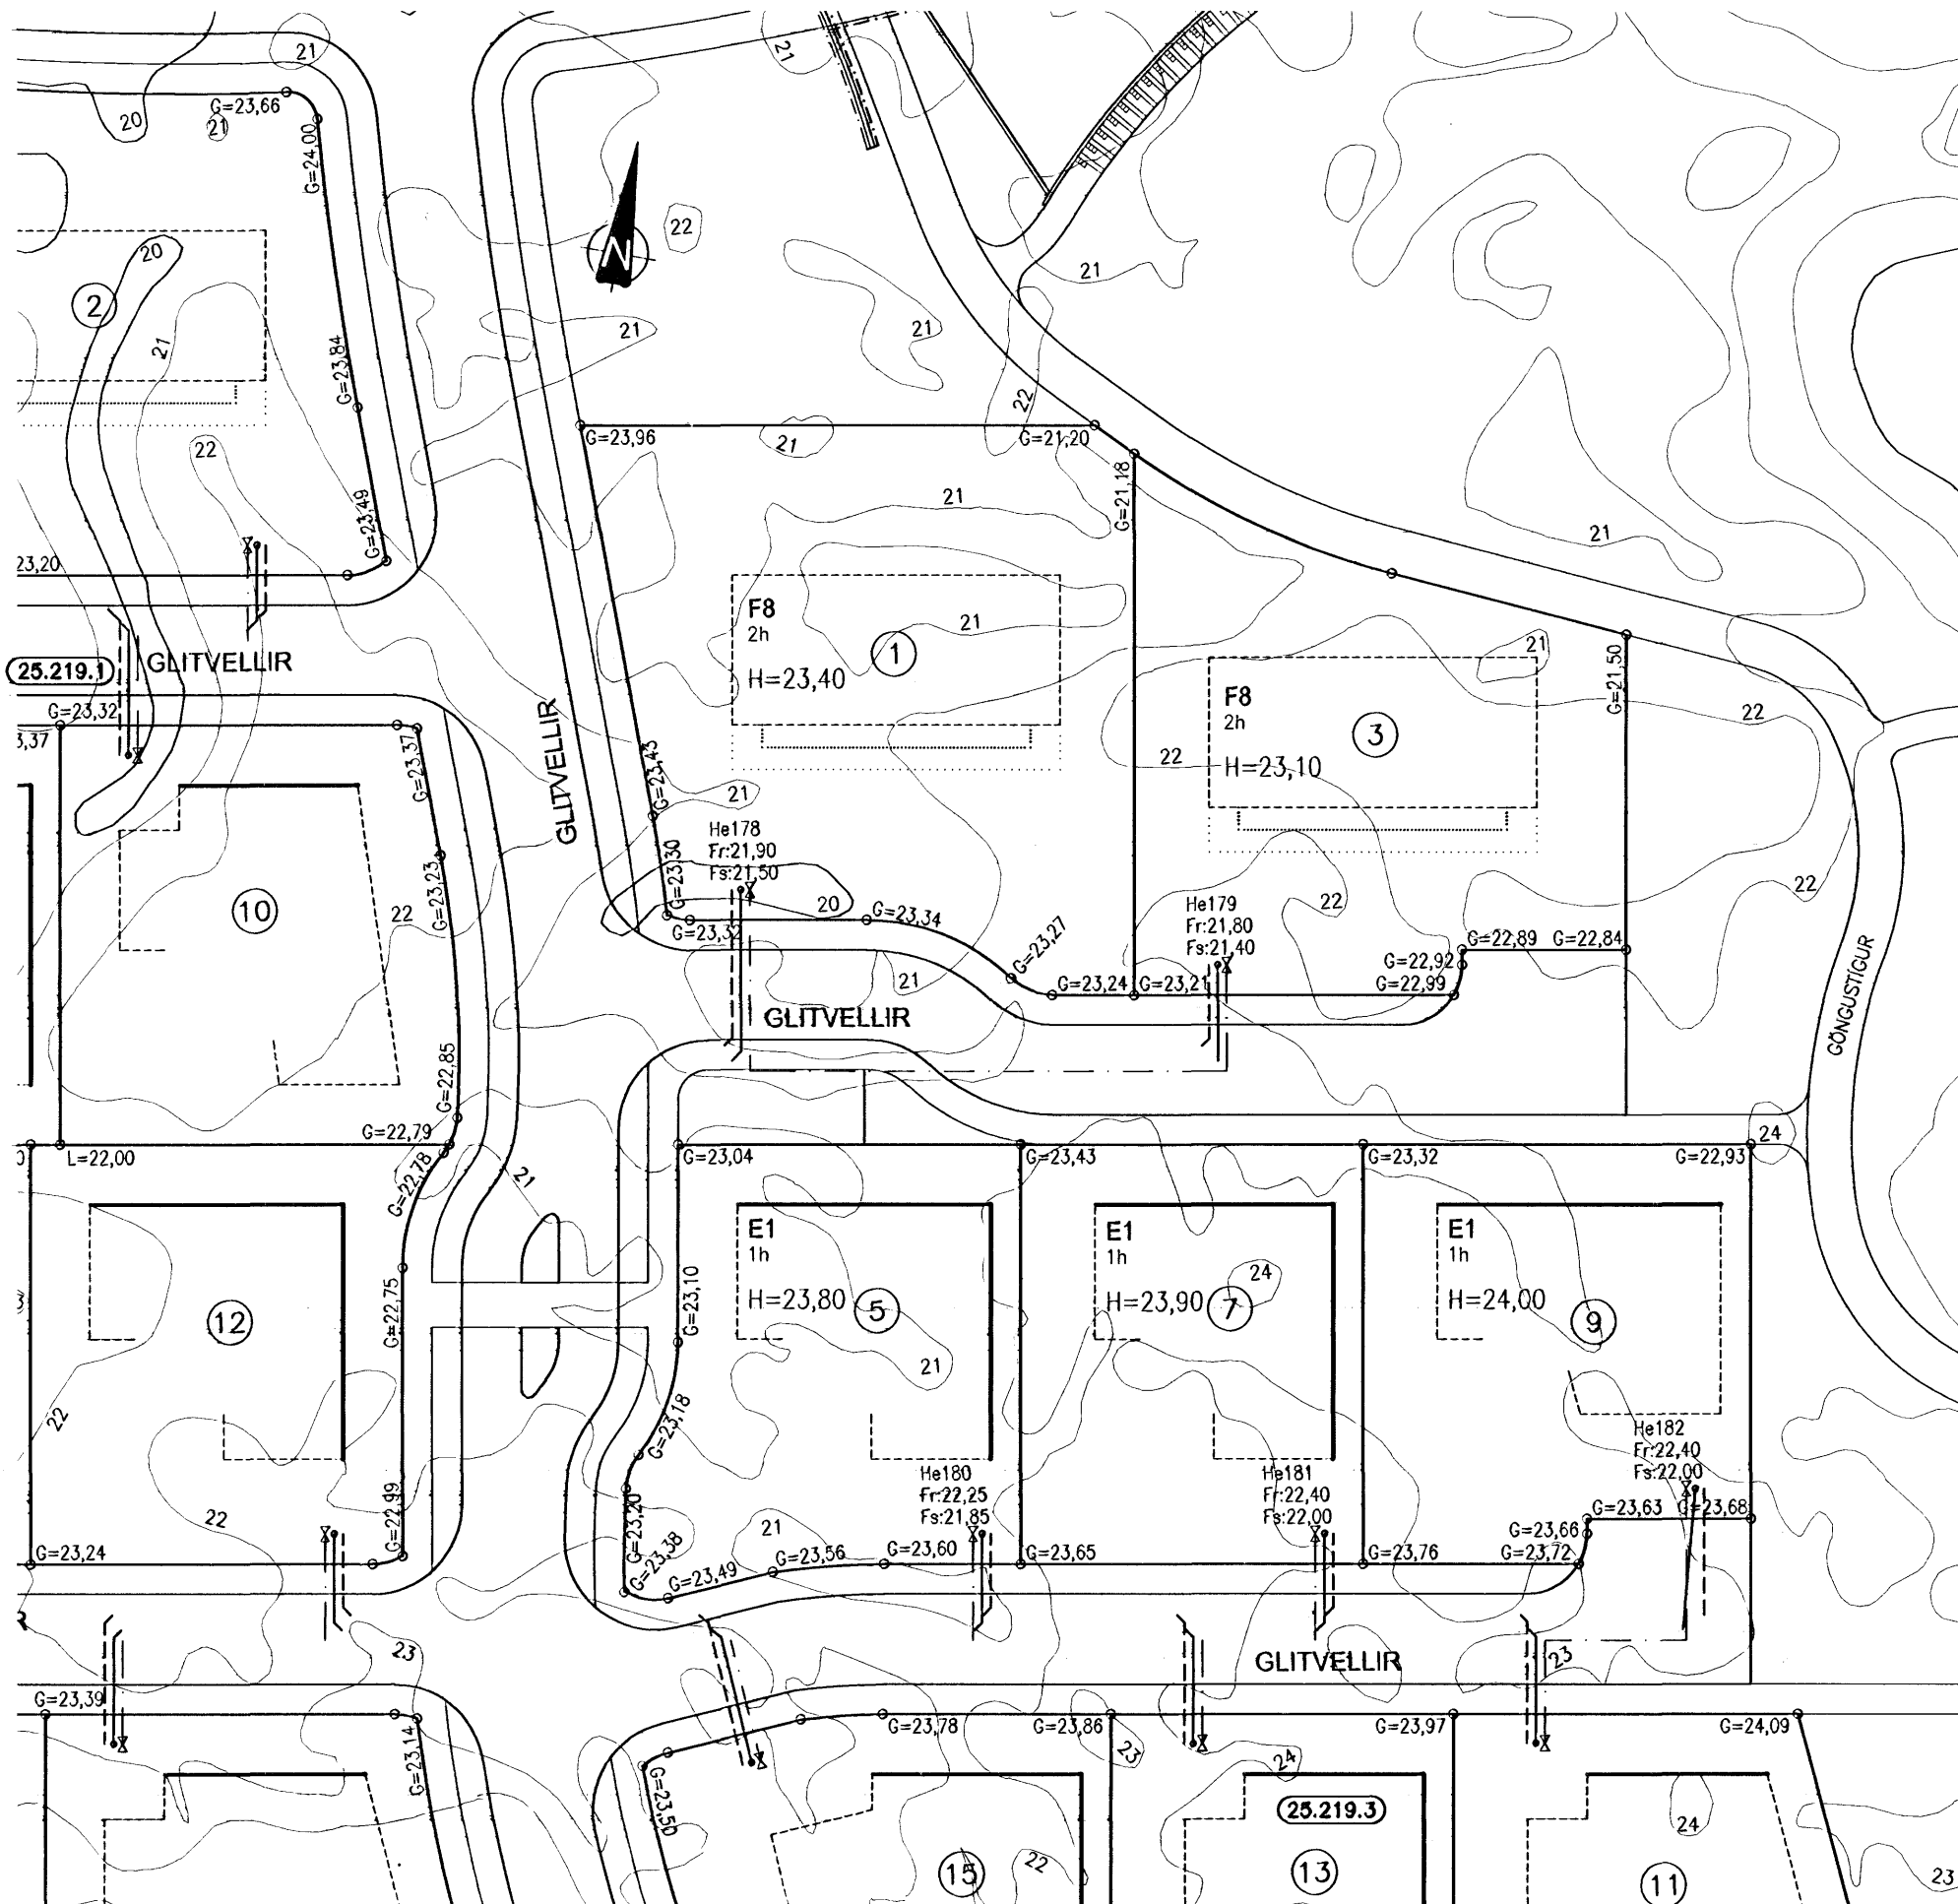 21
21
G=23,66
20
21
G=24,00
22
N
20
2
21
21
21
21
G=23,84
22
22
G=23,96
21
G=21,20
G=21,18
21
21
G=23,49
23,20
F8
2h
H=23,40
1
21
21
G=21,50
25.219.1
GLITVELLIR
F8
2h
H=23,10
3
22
22
G=23,32
3,37
G=23,37
GLITVELLIR
G=23,43
21
He178
Fr:21,90
Fs:21,50
G=23,30
G=23,23
10
22
20
G=23,32
G=23,34
G=23,27
He179
Fr:21,80
Fs:21,40
22
22
G=22,89
G=22,84
G=22,92
G=22,99
21
G=23,24
G=23,21
GLITVELLIR
GÖNGUSTÍGUR
G=22,85
G=22,79
L=22,00
G=22,78
21
G=23,04
G=23,43
G=23,32
G=22,93
24
E1
1h
H=23,80
5
E1
1h
H=23,90
7
24
E1
1h
H=24,00
9
12
G=22,75
G=23,10
21
22
G=23,18
He180
Fr:22,25
Fs:21,85
He181
Fr:22,40
Fs:22,00
He182
Fr:22,40
Fs:22,00
22
G=22,99
G=23,20
21
G=23,63
G=23,68
G=23,66
G=23,24
G=23,38
G=23,49
G=23,56
G=23,60
G=23,65
G=23,76
G=23,72
23
GLITVELLIR
23
G=23,39
G=23,14
G=23,78
G=23,86
G=23,97
G=24,09
23
24
G=23,50
25.219.3
24
15
22
13
11
23